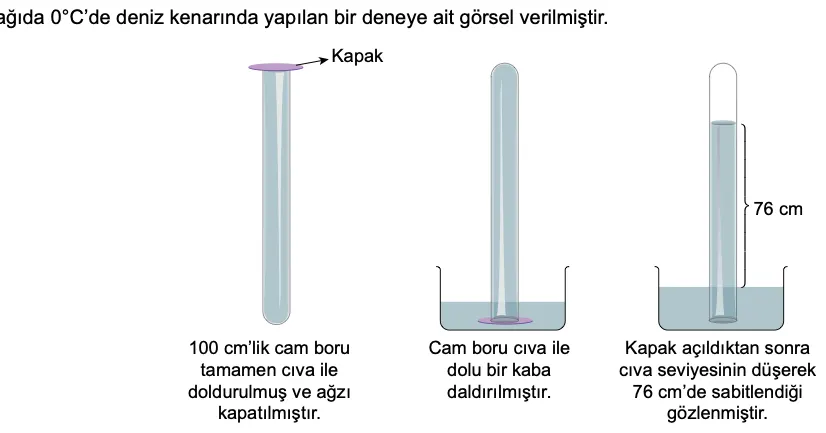 ağıda 0°C'de deniz kenarında yapılan bir deneye ait görsel verilmiştir.
Kapak
76 cm
100 cm'lik cam boru
tamamen cıva ile
doldurulmuş ve ağzı
kapatılmıştır.
Cam boru cıva ile
dolu bir kaba
daldırılmıştır.
Kapak açıldıktan sonra
cıva seviyesinin düşerek
76 cm'de sabitlendiği
gözlenmiştir.